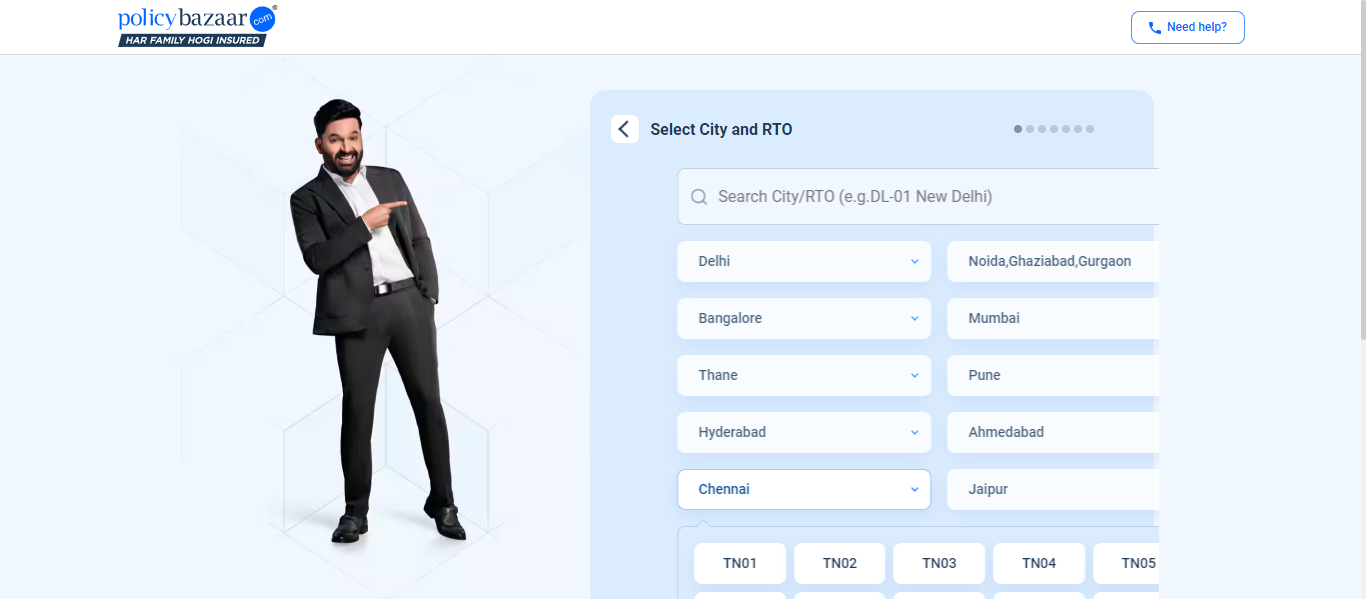 policybazaar com
HAR FAMILY HOGI INSURED
Need help?
Select City and RTO
Search City/RTO (e.g.DL-01 New Delhi)
Delhi
Noida,Ghaziabad,Gurgaon
Bangalore
Mumbai
Thane
Pune
Hyderabad
Ahmedabad
Chennai
Jaipur
TN01 TN02 TN03 TN04 TN05